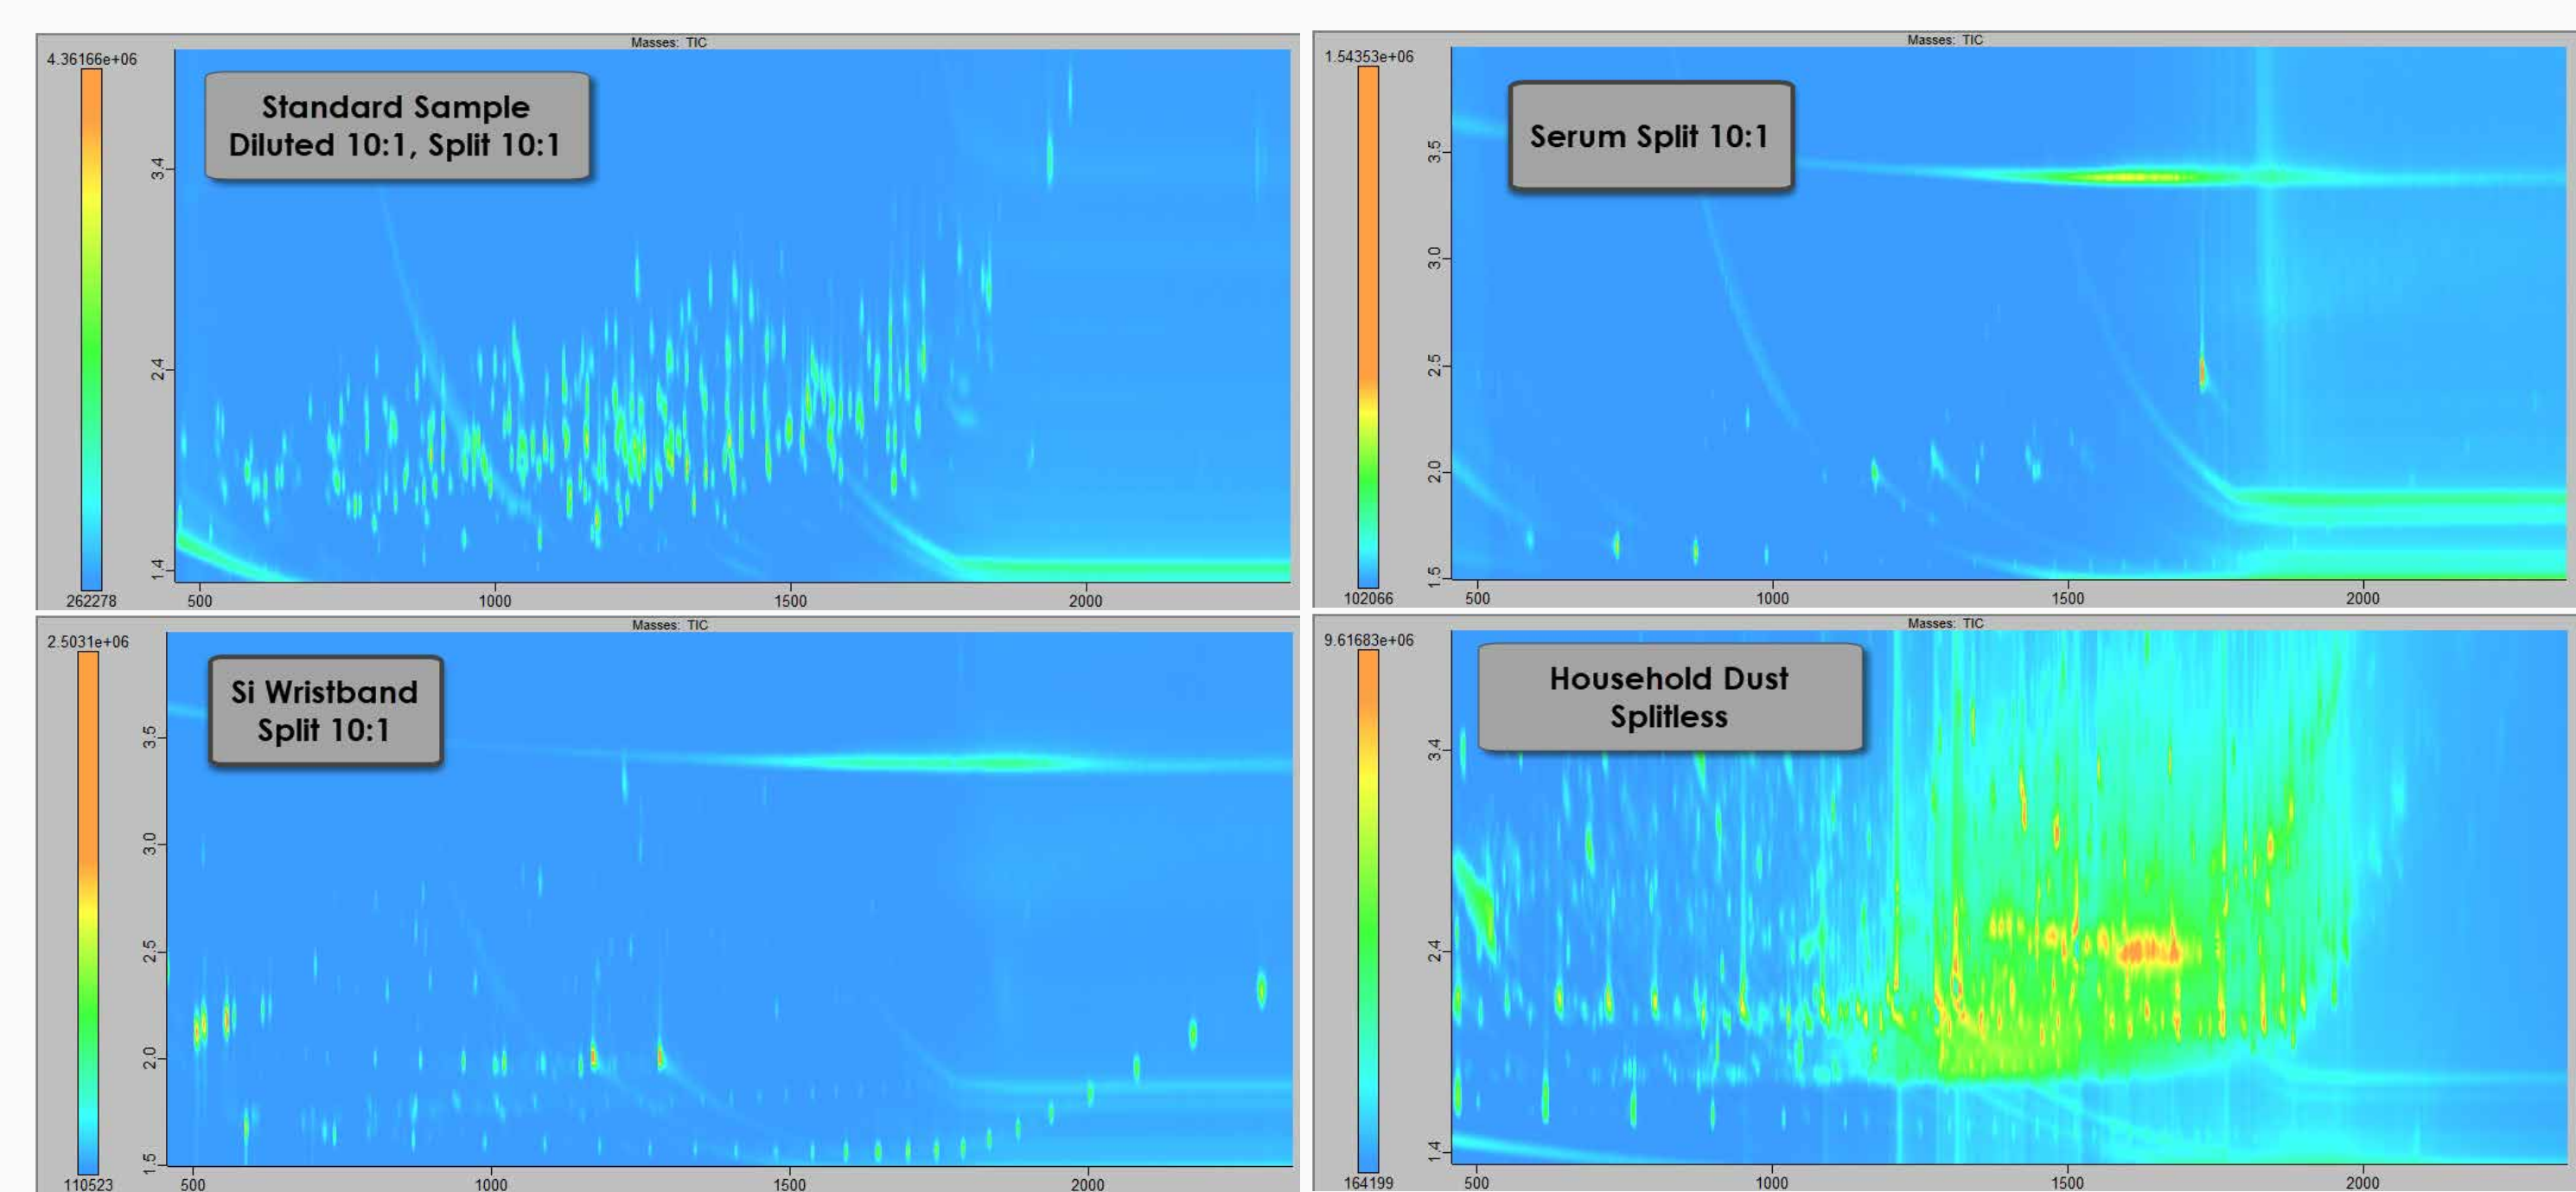 Masses: TIC
4.36166e+06
Standard Sample
Diluted 10:1, Split 10:1
3.4
2.4
1.4
262278
500 1000 1500 2000
Masses: TIC
1.54353e+06
Serum Split 10:1
3.5
3.0
2.5
2.0
1.5
102066
500 1000 1500 2000
Masses: TIC
2.5031e+06
Si Wristband
Split 10:1
3.5
3.0
2.5
2.0
1.5
110523
500 1000 1500 2000
Masses: TIC
9.61683e+06
Household Dust
Splitless
3.4
2.4
1.4
164199
500 1000 1500 2000